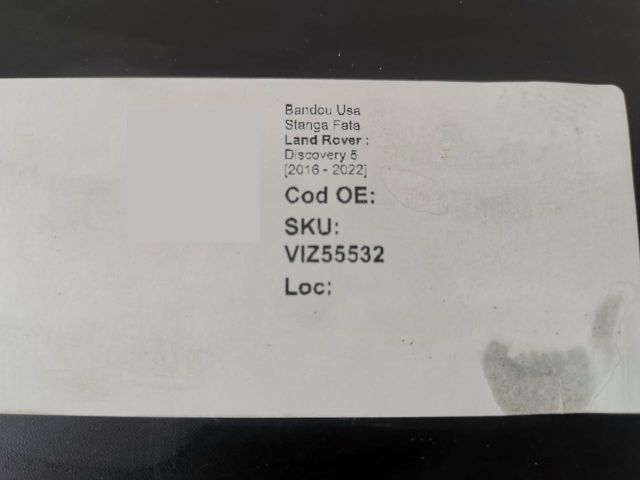 Bandou Usa
Stanga Fata
Land Rover :
Discovery 5
[2016 - 2022]
Cod OE:
SKU:
VIZ55532
Loc: